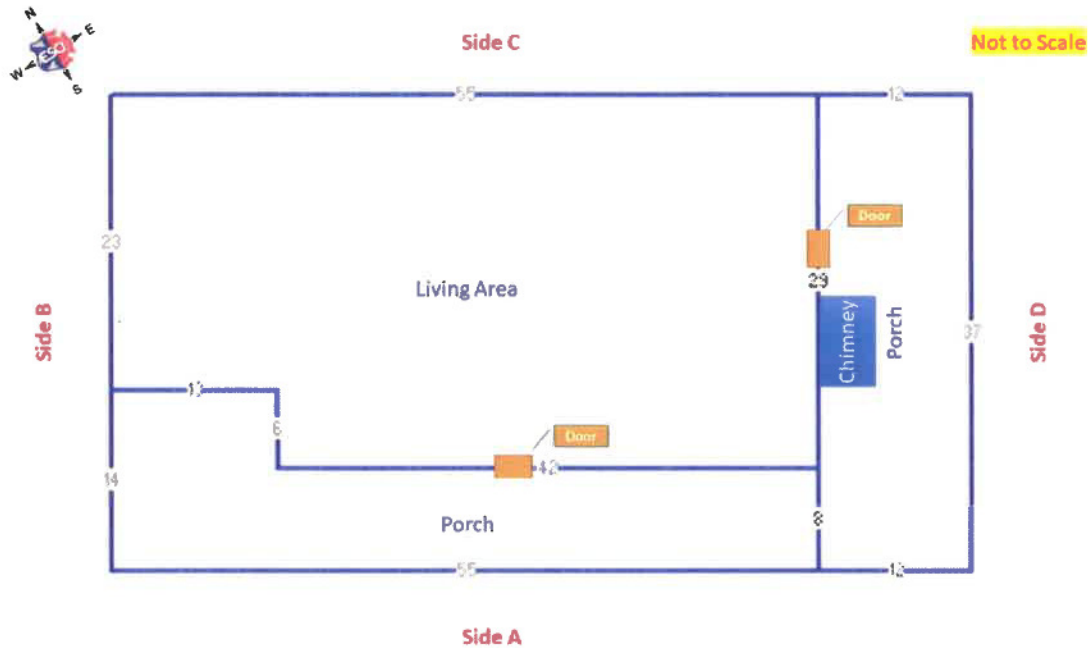 N
E
W
S
Side C
Not to Scale
55
12
23
Door
29
Living Area
Side B
Chimney
Porch
37
Side D
13
6
Door
42
14
Porch
8
55
12
Side A